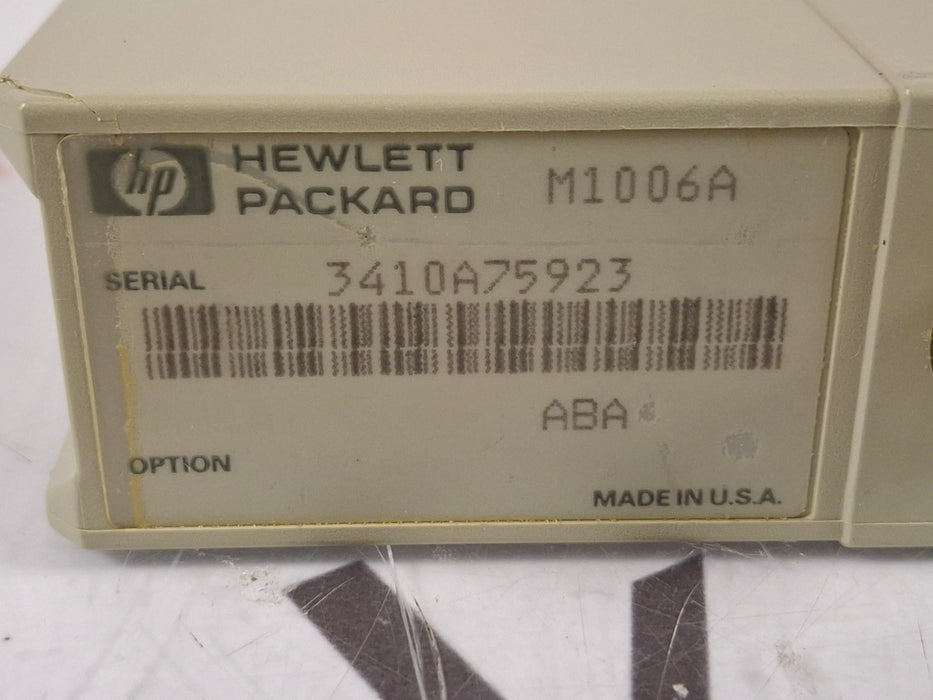 hp HEWLETT
PACKARD M1006A
SERIAL 3410A75923
ABA
OPTION
MADE IN U.S.A.